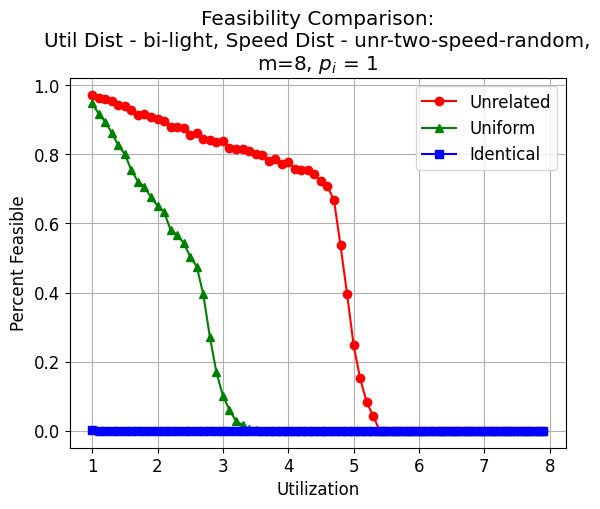 Feasibility Comparison:
Util Dist - bi-light, Speed Dist - unr-two-speed-random,
m=8, $p_i$ = 1
Unrelated
Uniform
Identical
Percent Feasible
1.0
0.8
0.6
0.4
0.2
0.0
1 2 3 4 5 6 7 8
Utilization